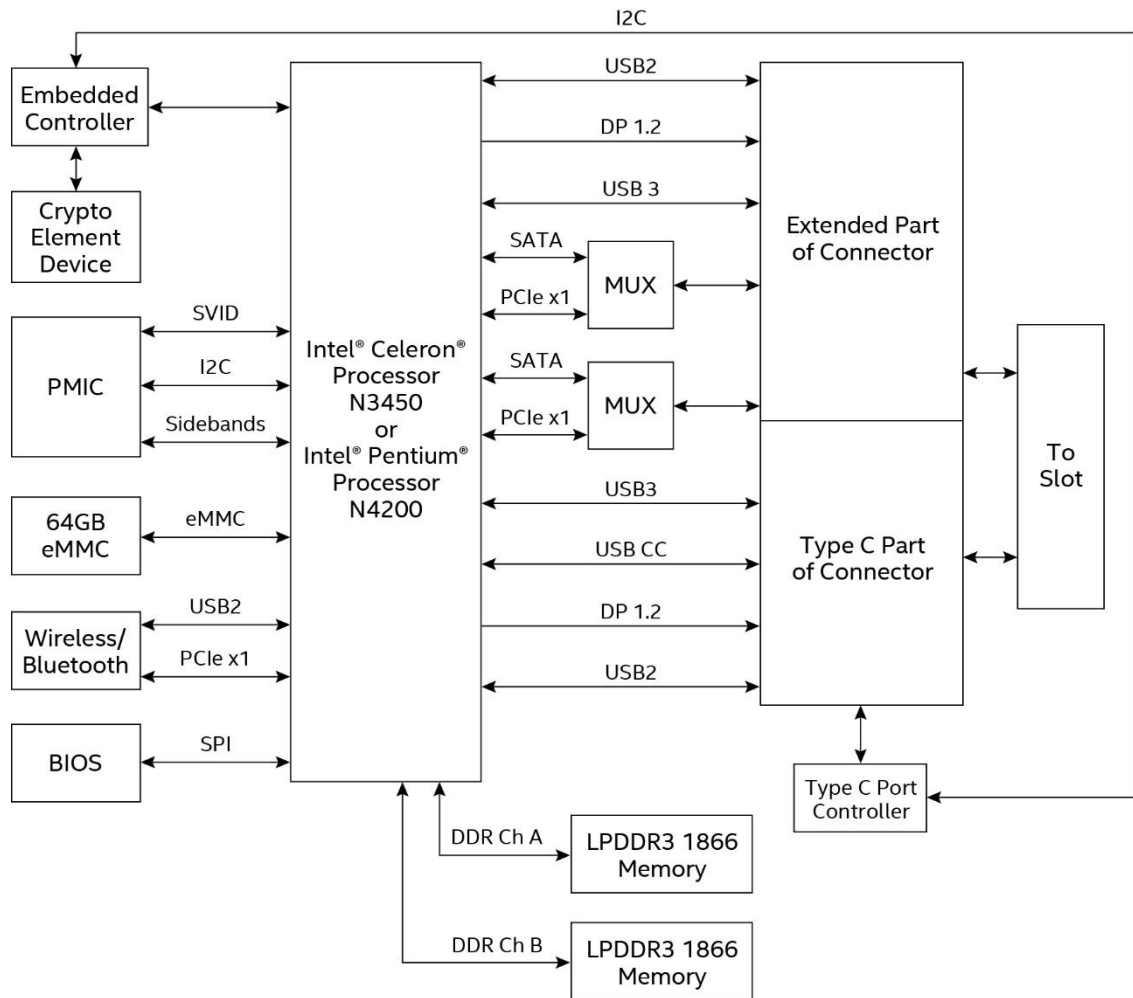 I2C
Embedded
Controller
Crypto
Element
Device
PMIC
SVID
I2C
Sidebands
64GB
eMMC
eMMC
Wireless/
Bluetooth
USB2
PCIe x1
BIOS
SPI
Intel® Celeron®
Processor
N3450
or
Intel® Pentium®
Processor
N4200
USB2
DP 1.2
USB 3
SATA
PCIe x1
MUX
SATA
PCIe x1
MUX
USB3
USB CC
DP 1.2
USB2
Extended Part
of Connector
Type C Part
of Connector
To
Slot
Type C Port
Controller
DDR Ch A
LPDDR3 1866
Memory
DDR Ch B
LPDDR3 1866
Memory